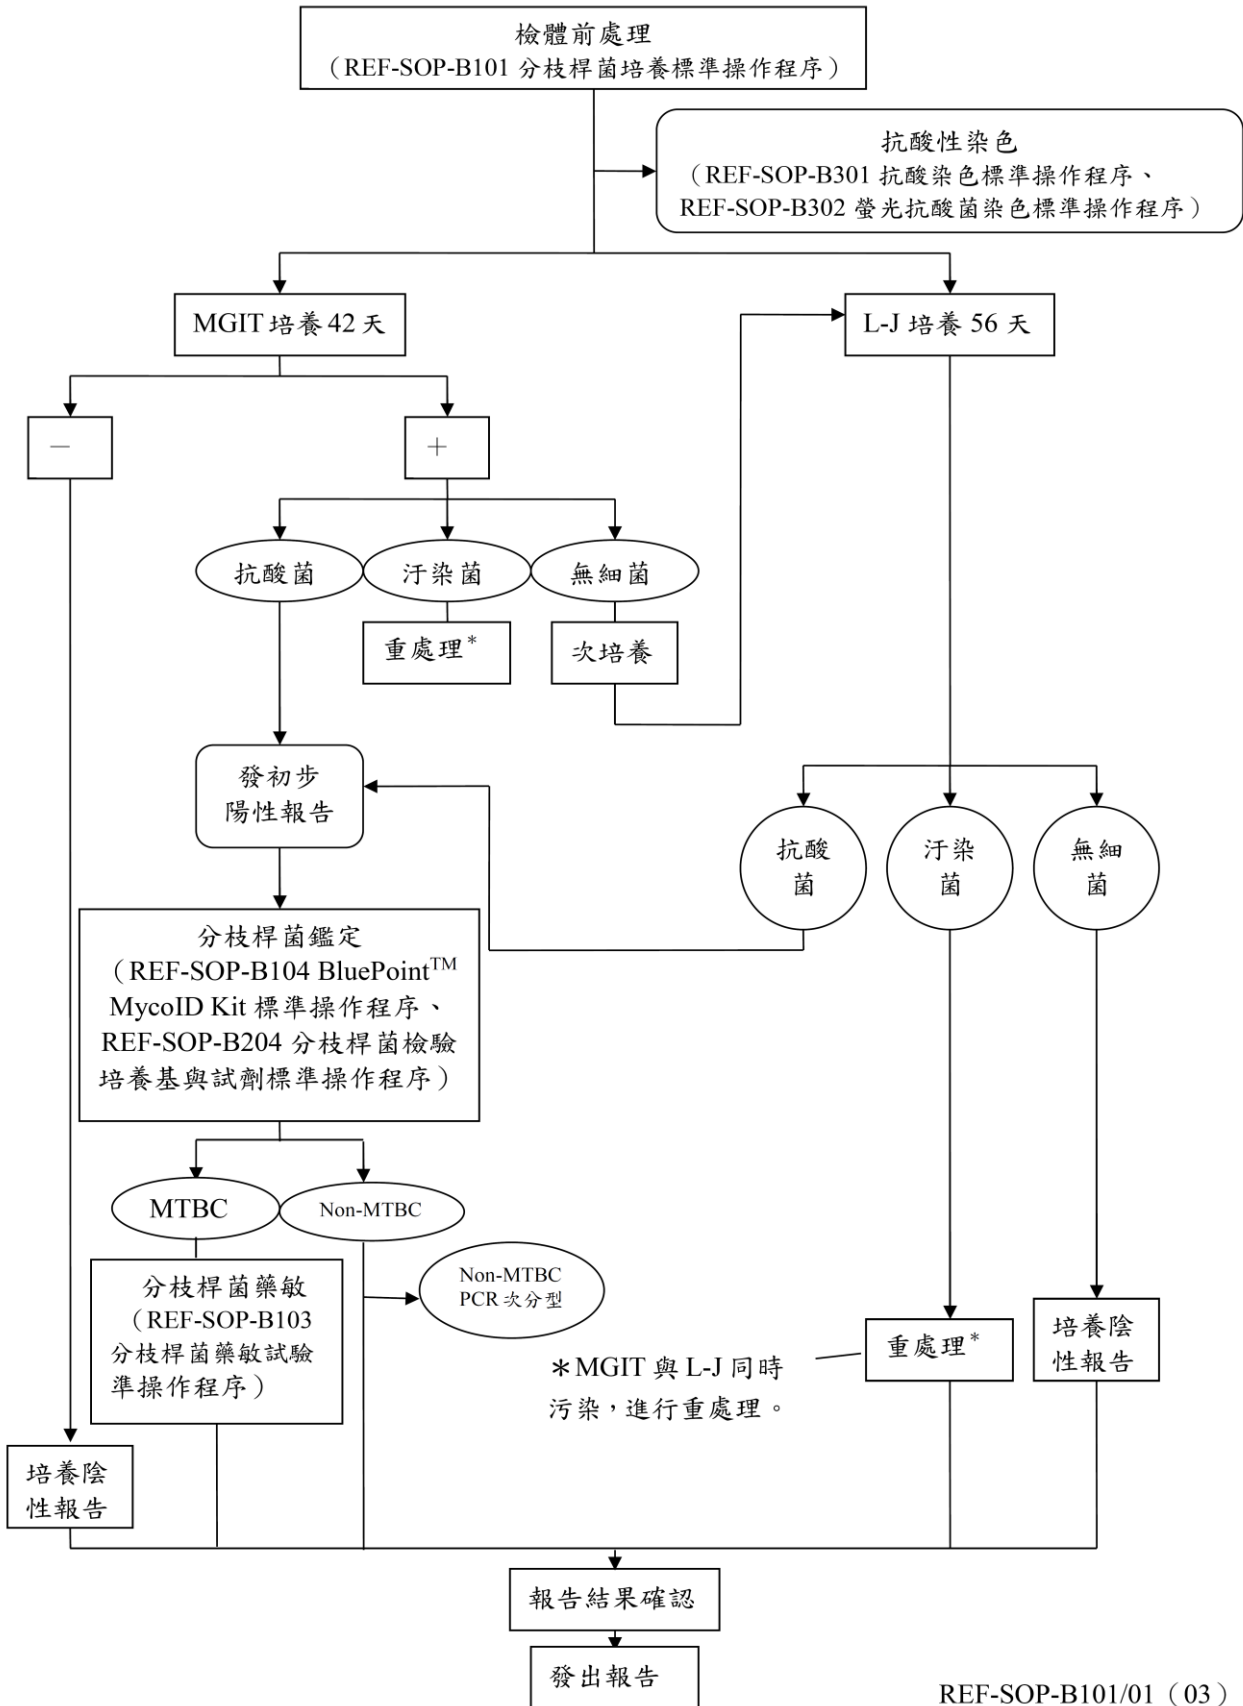 檢體前處理
（REF-SOP-B101 分枝桿菌培養標準操作程序）
抗酸性染色
（REF-SOP-B301 抗酸染色標準操作程序、
REF-SOP-B302 螢光抗酸菌染色標準操作程序）
MGIT 培養 42 天
L-J 培養 56 天
－
＋
抗酸菌
汙染菌
無細菌
重處理*
次培養
發初步
陽性報告
抗酸
菌
汙染
菌
無細
菌
分枝桿菌鑑定
（REF-SOP-B104 BluePoint™
MycoID Kit 標準操作程序、
REF-SOP-B204 分枝桿菌檢驗
培養基與試劑標準操作程序）
MTBC
Non-MTBC
Non-MTBC
PCR 次分型
分枝桿菌藥敏
（REF-SOP-B103
分枝桿菌藥敏試驗
準操作程序）
重處理*
培養陰
性報告
＊MGIT 與 L-J 同時
污染，進行重處理。
培養陰
性報告
報告結果確認
發出報告
REF-SOP-B101/01（03）